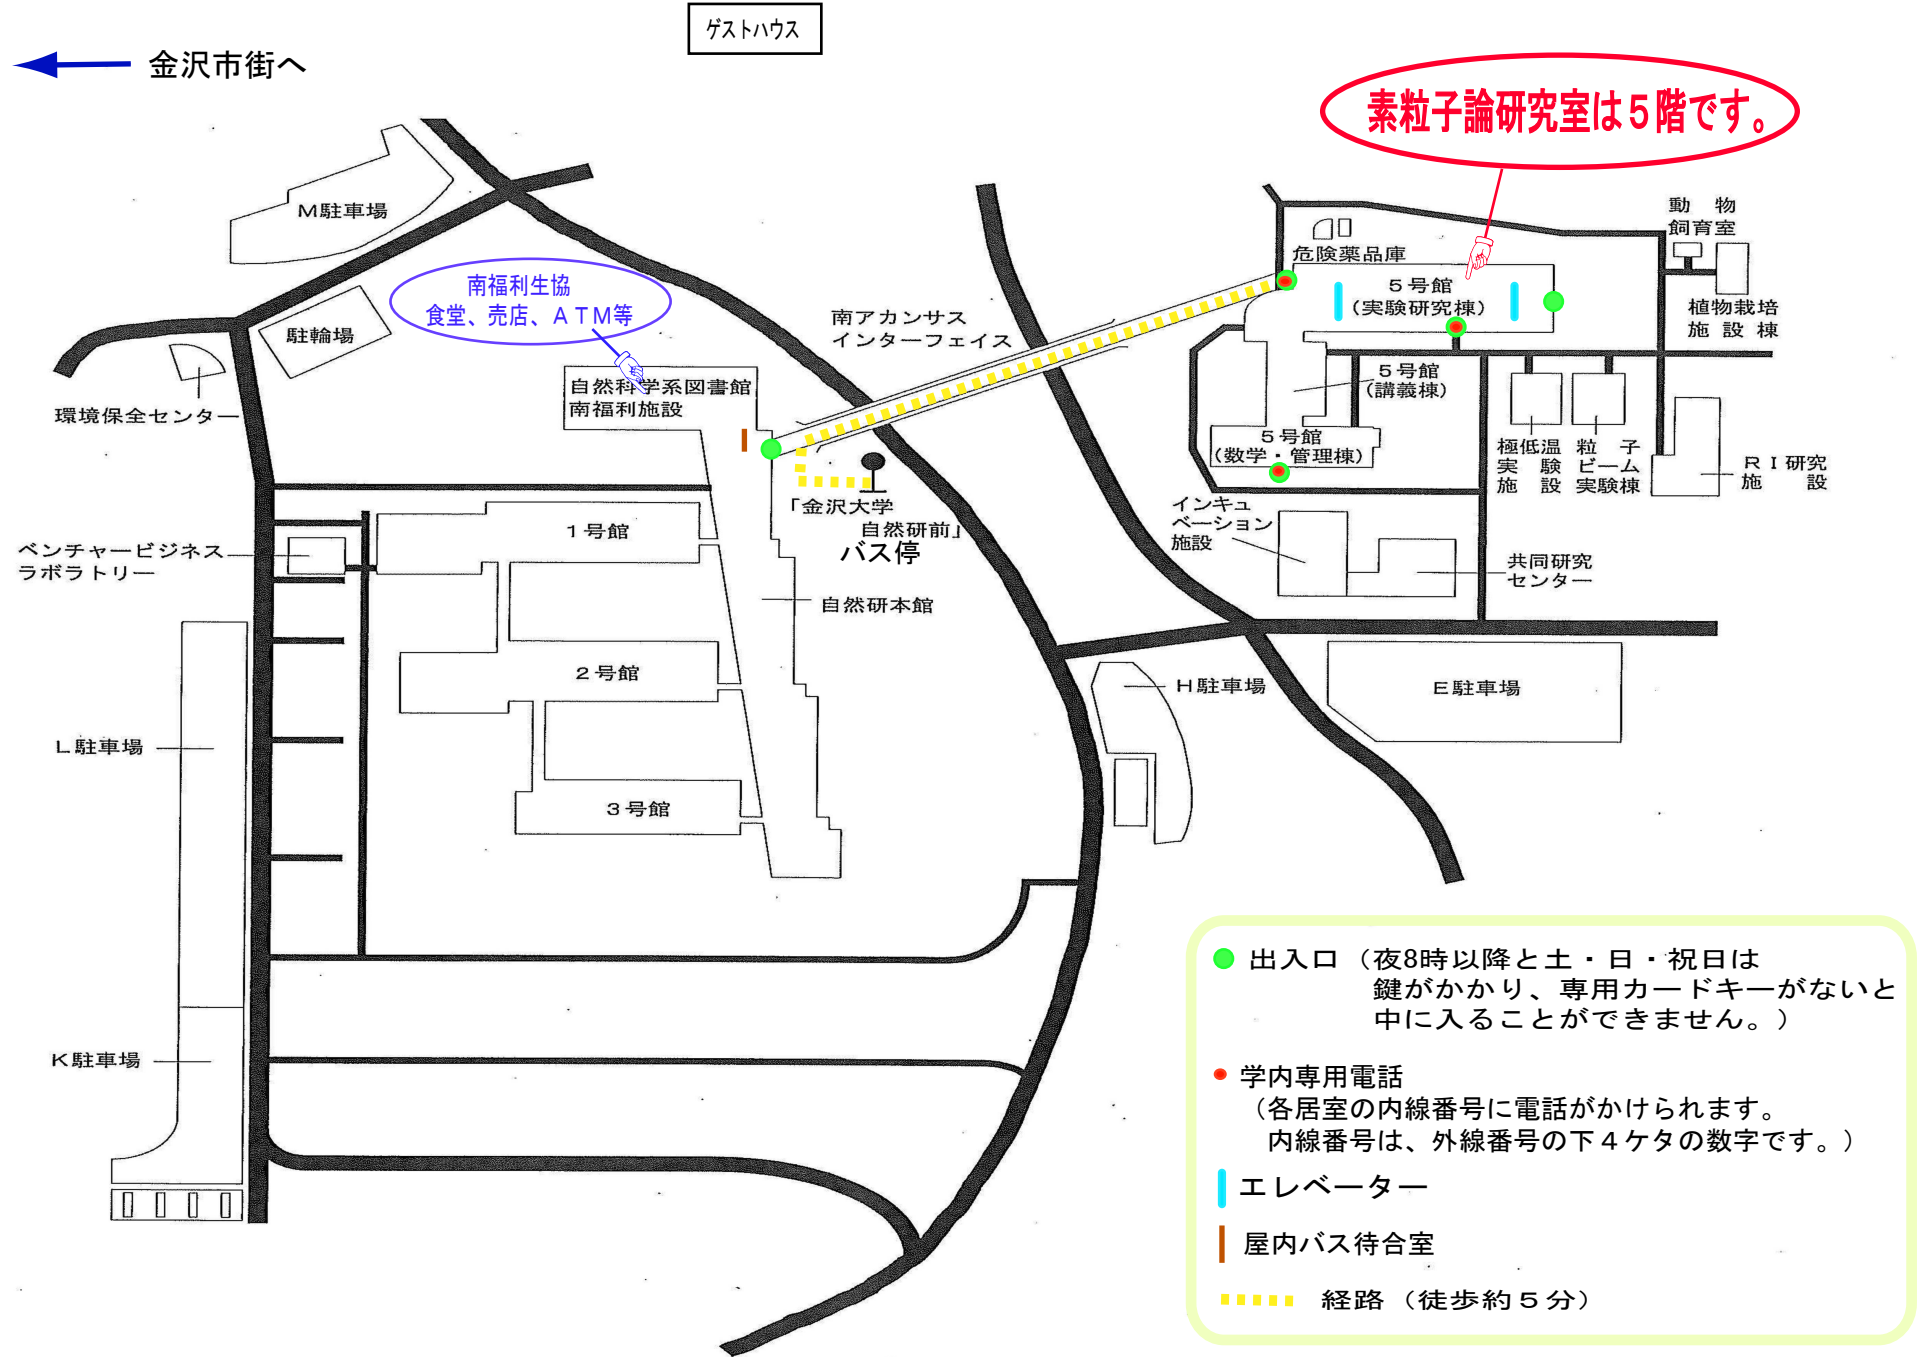 ゲストハウス
金沢市街へ
素粒子論研究室は５階です。
M駐車場
動　物
飼育室
危険薬品庫
南福利生協
食堂、売店、ＡＴＭ等
５号館
（実験研究棟）
植物栽培
施 設 棟
南アカンサス
インターフェイス
駐輪場
自然科学系図書館
南福利施設
５号館
（講義棟）
環境保全センター
５号館
（数学・管理棟）
極低温
実　験
施　設
粒　子
ビーム
実験棟
ＲＩ研究
施　　設
「金沢大学
自然研前」
バス停
インキュ
ベーション
施設
１号館
ベンチャービジネス
ラボラトリー
共同研究
センター
自然研本館
２号館
H駐車場
E駐車場
L駐車場
３号館
K駐車場
出入口（夜8時以降と土・日・祝日は
鍵がかかり、専用カードキーがないと
中に入ることができません。）
学内専用電話
（各居室の内線番号に電話がかけられます。
内線番号は、外線番号の下４ケタの数字です。）
エレベーター
屋内バス待合室
経路（徒歩約５分）